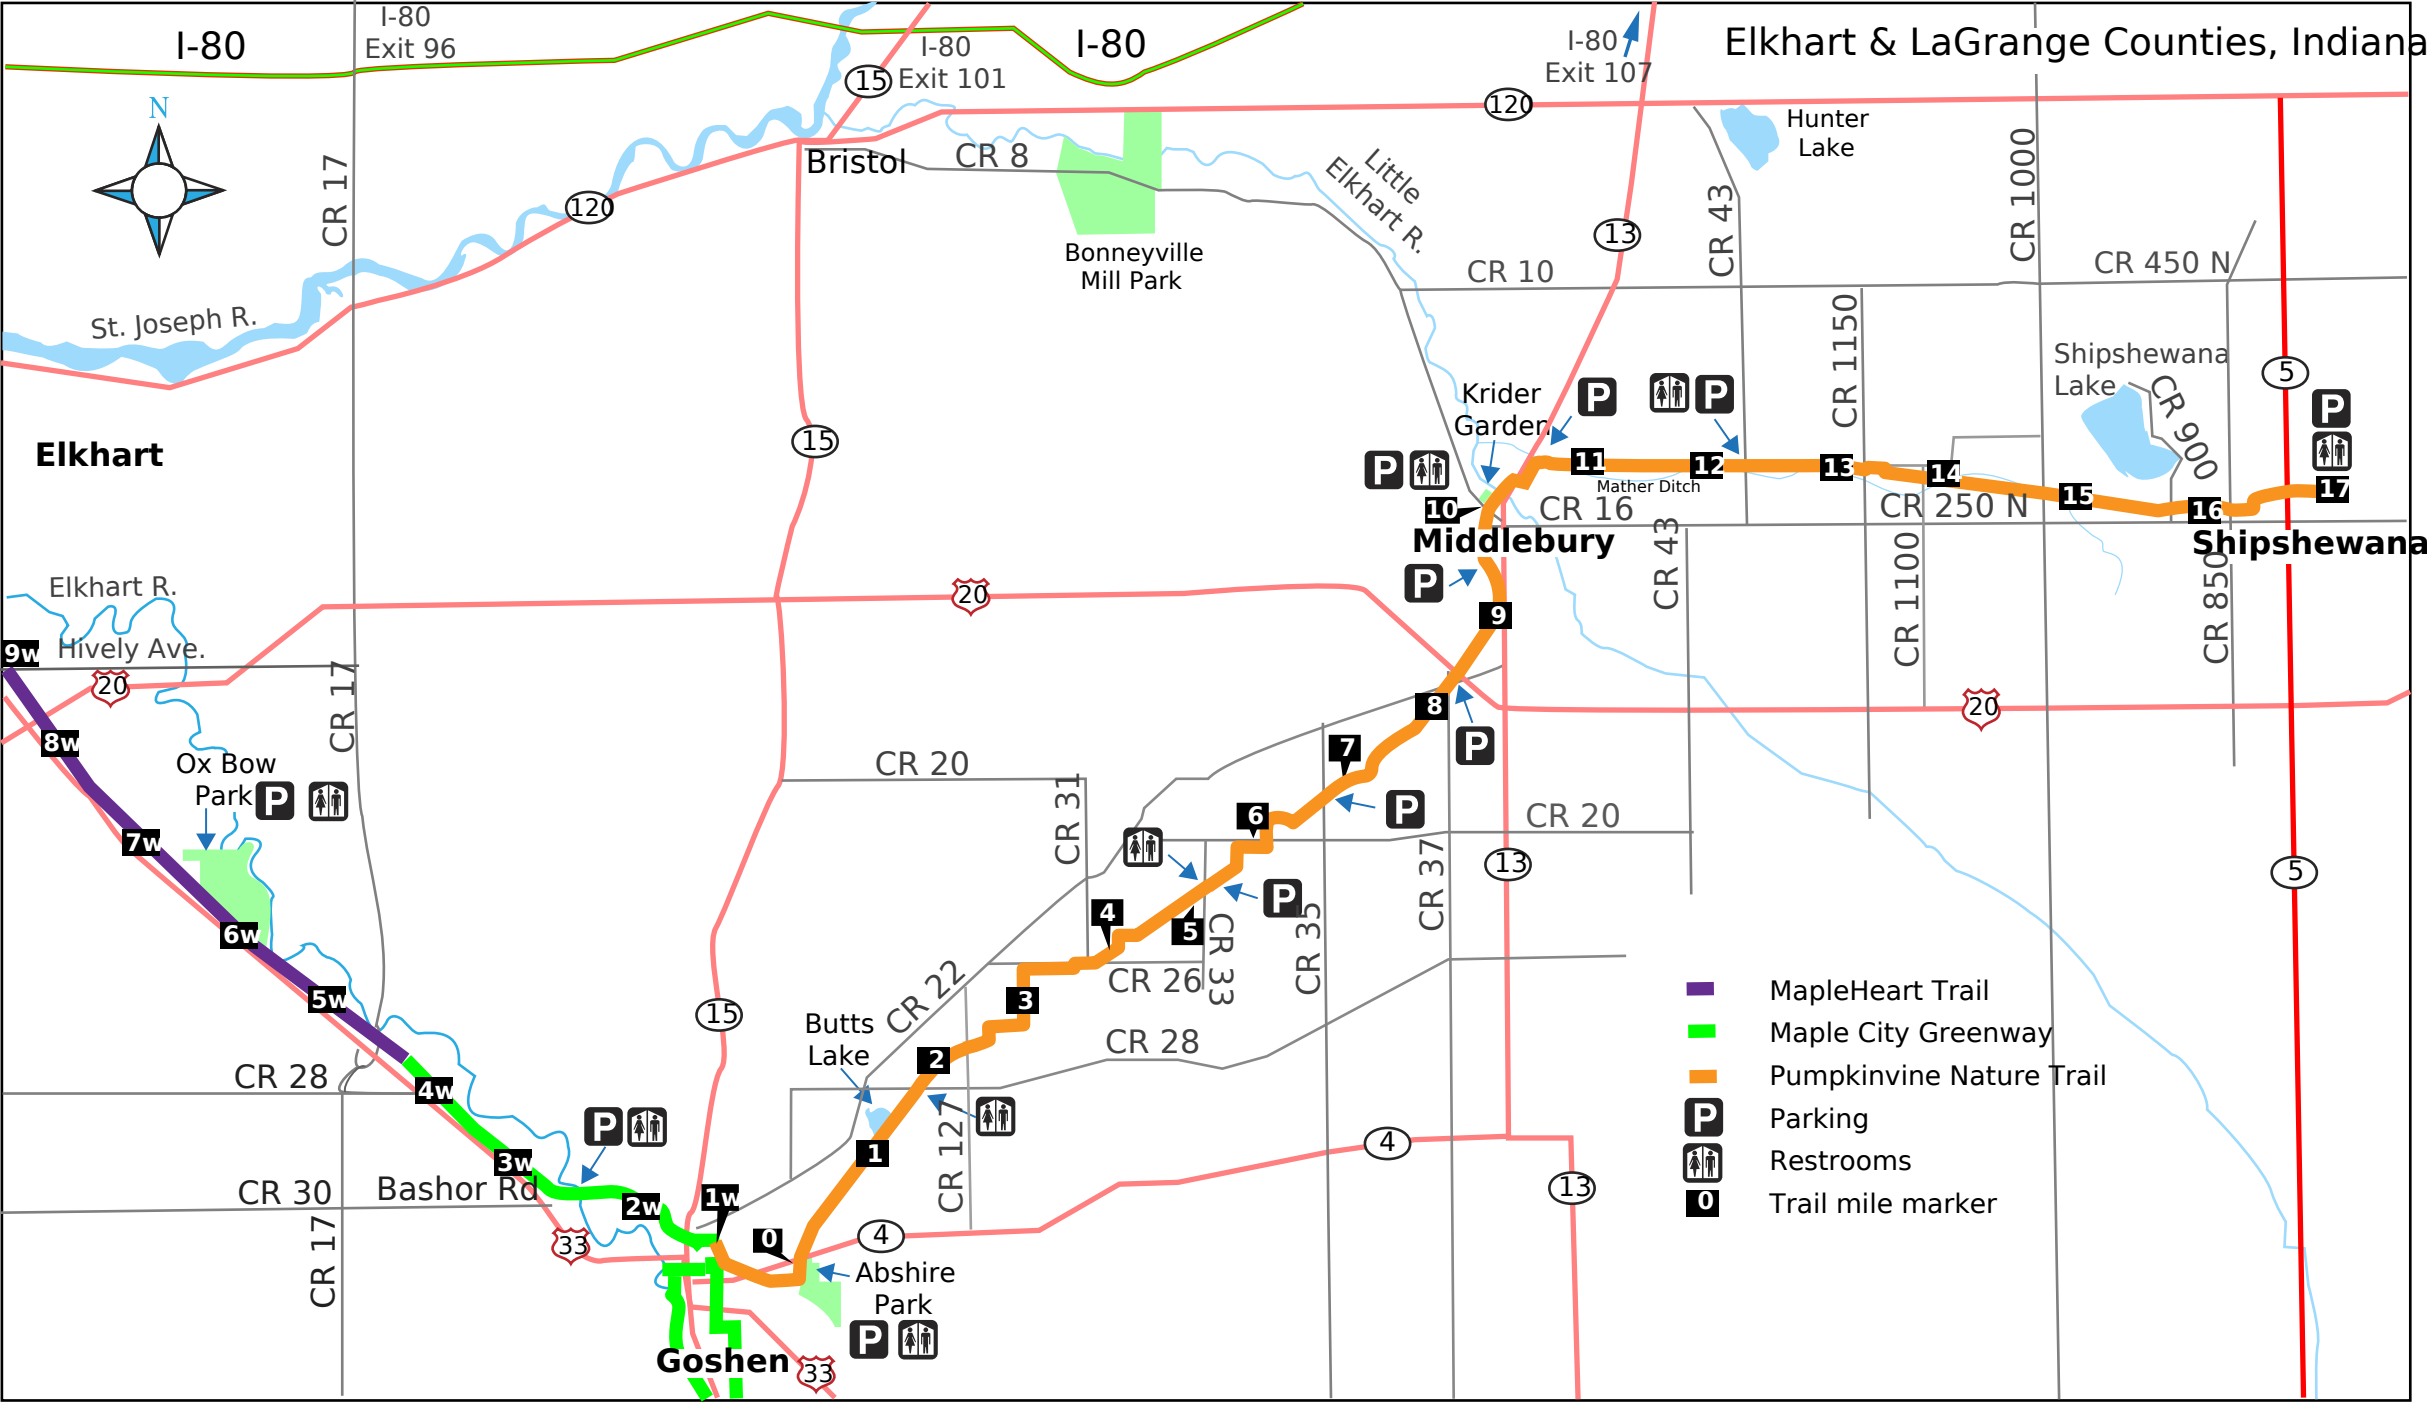 I-80
I-80
Exit 96
15
I-80
Exit 101
I-80
I-80
Exit 107
Elkhart & LaGrange Counties, Indiana
N
120
Hunter
Lake
CR 17
120
Bristol
CR 8
Little
Elkhart R.
Bonneyville
Mill Park
13
CR 43
CR 1000
CR 10
CR 450 N
St. Joseph R.
CR 1150
Shipshewana
Lake
CR 900
5
P
Elkhart
15
Krider
Garden
P
P
P
10
11
12
13
14
15
16
17
Mather Ditch
CR 16
CR 250 N
Middlebury
Shipshewana
CR 43
CR 1100
CR 850
Elkhart R.
Hively Ave.
9w
20
20
P
9
8
20
P
CR 17
8w
Ox Bow
Park
P
7w
6w
5w
4w
3w
2w
1w
CR 20
CR 31
7
6
P
CR 20
13
5
CR 37
4
5
P
CR 33
CR 35
CR 26
3
CR 22
15
Butts
Lake
2
CR 28
1
CR 127
CR 28
P
CR 30
Bashor Rd
CR 17
33
0
4
4
13
Abshire
Park
P
Goshen
33
MapleHeart Trail
Maple City Greenway
Pumpkinvine Nature Trail
P
Parking
Restrooms
0
Trail mile marker